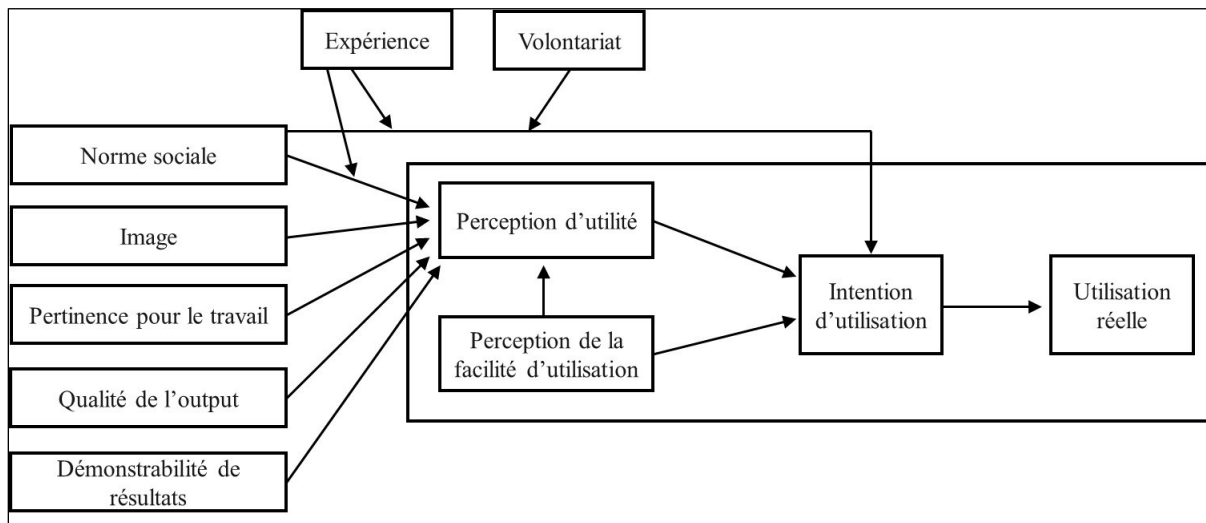 Expérience
Volontariat
Norme sociale
Image
Pertinence pour le travail
Qualité de l’output
Démonstrabilité de
résultats
Perception d’utilité
Perception de la
facilité d’utilisation
Intention
d’utilisation
Utilisation
réelle